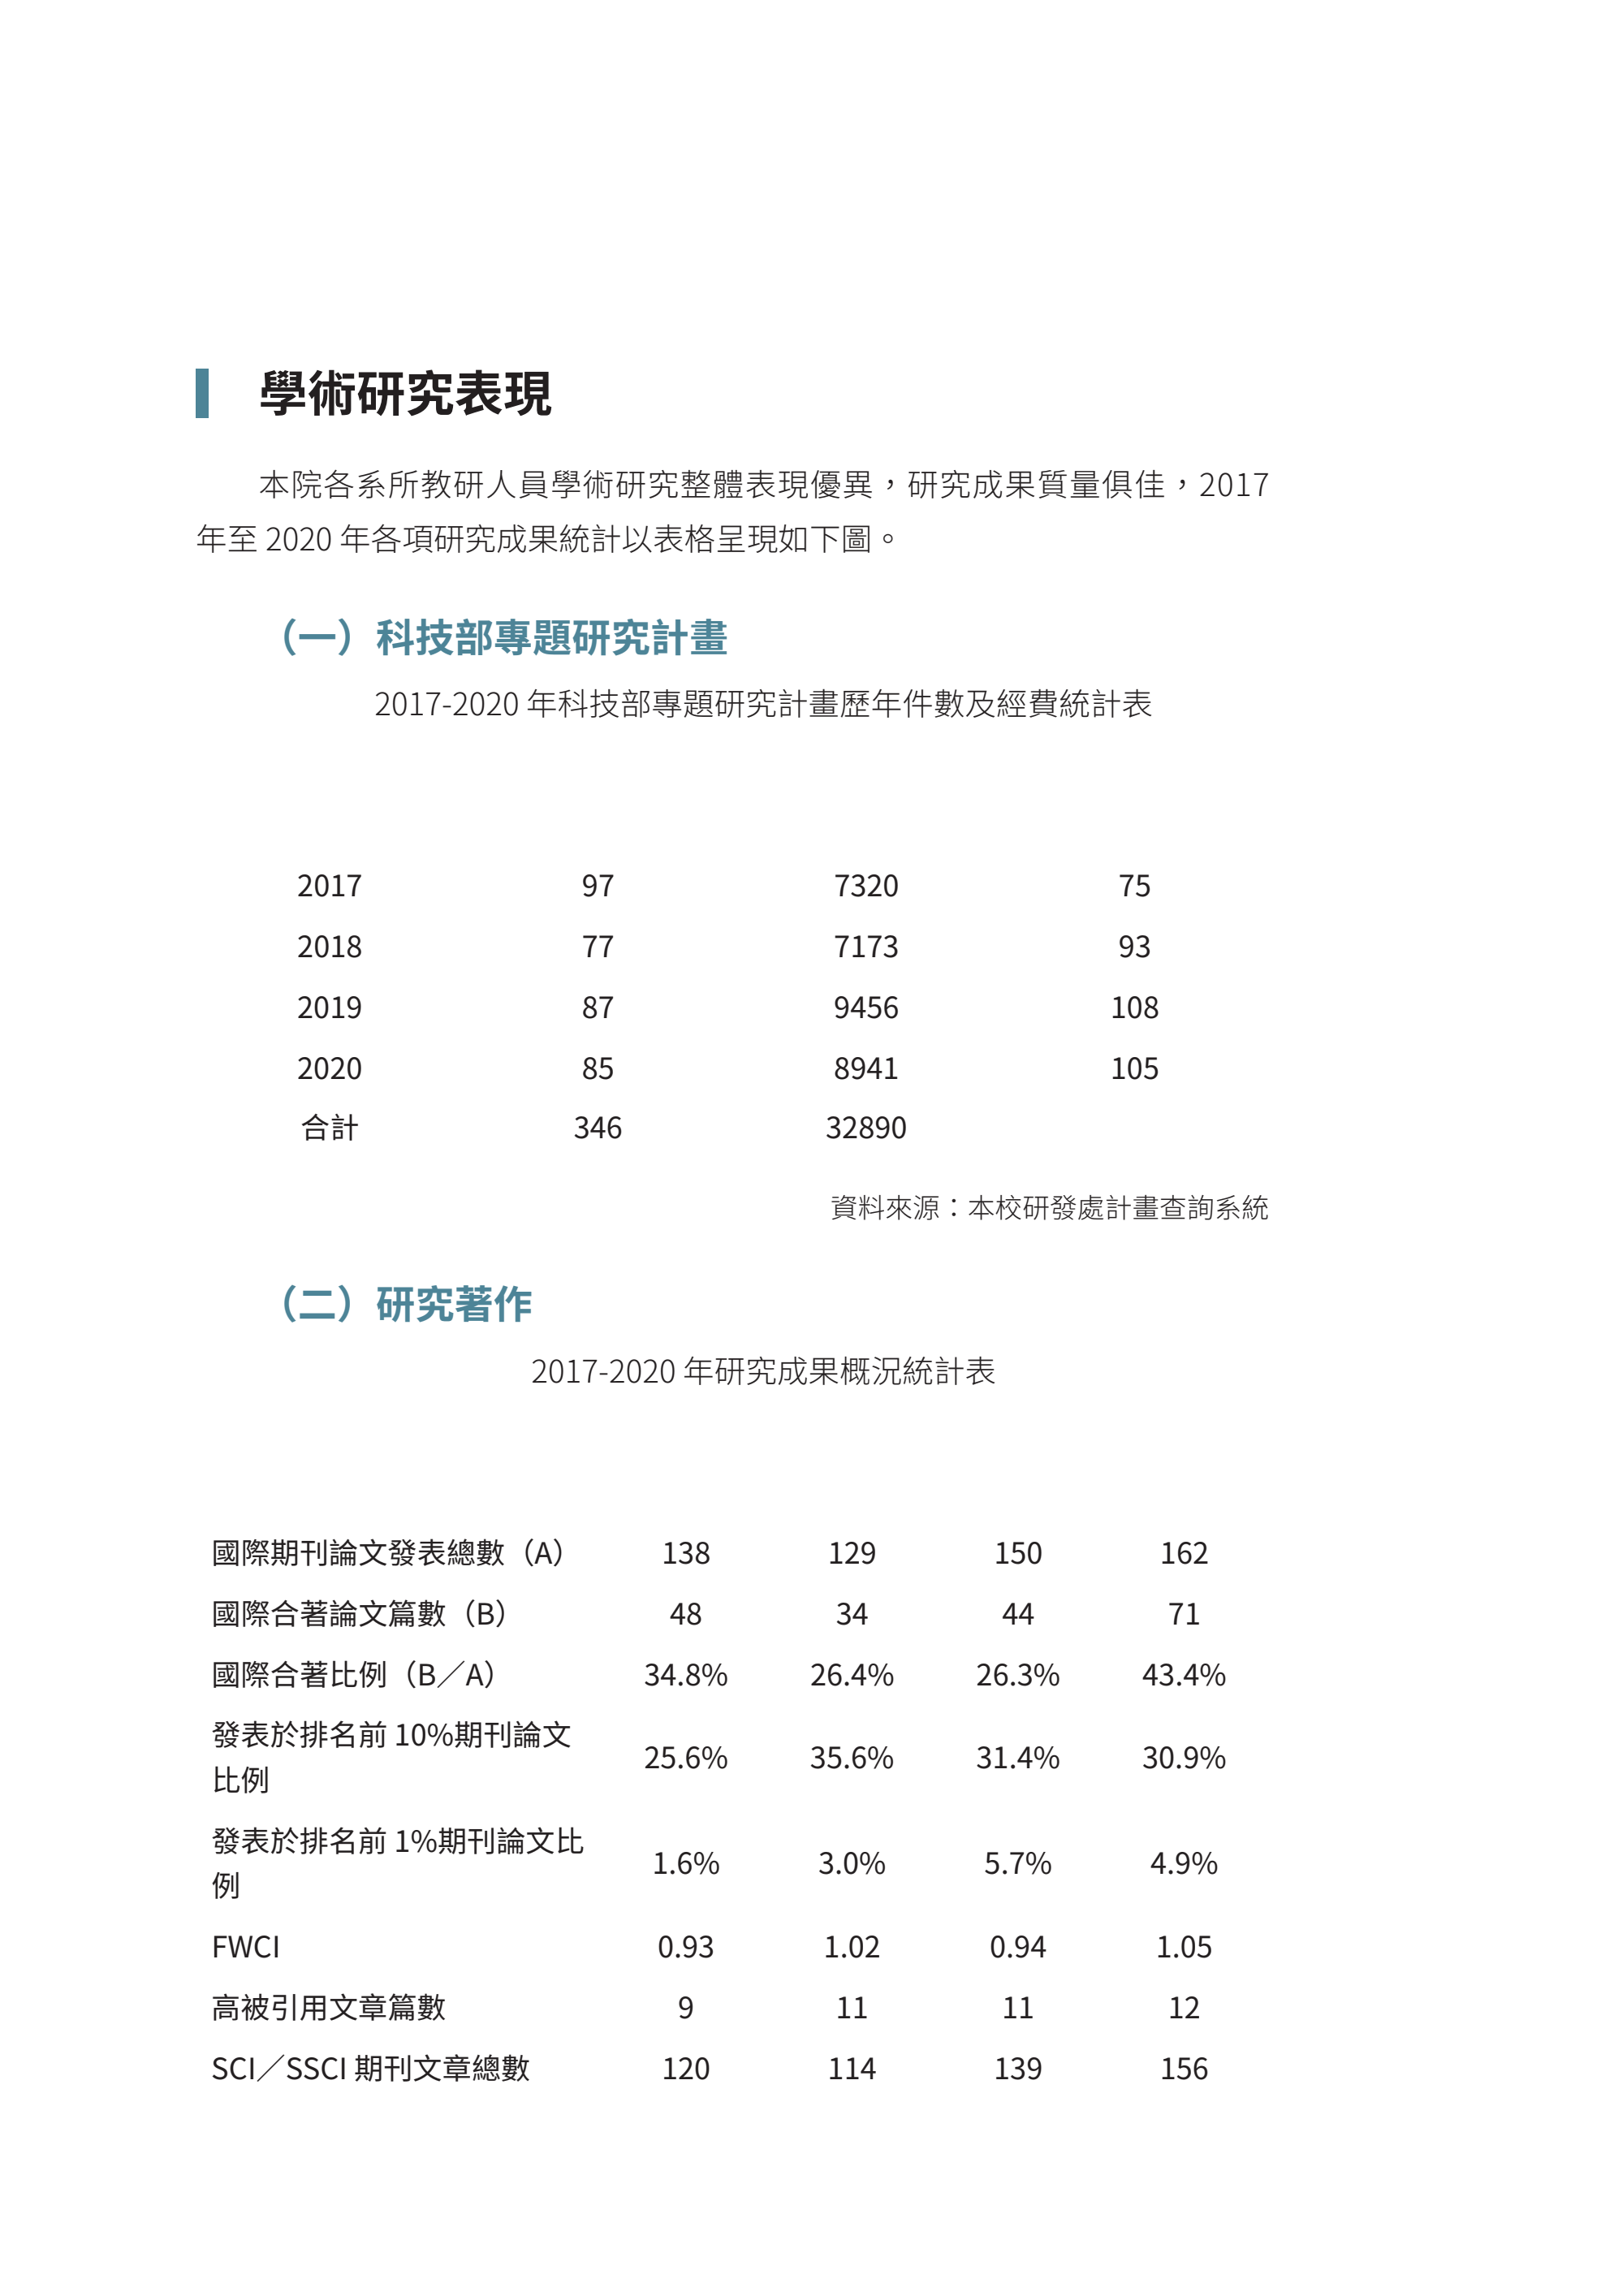 學術研究表現
本院各系所教研人員學術研究整體表現優異，研究成果質量俱佳，2017
年至 2020 年各項研究成果統計以表格呈現如下圖。
（一）科技部專題研究計畫
2017-2020 年科技部專題研究計畫歷年件數及經費統計表
2017 97 7320 75
2018 77 7173 93
2019 87 9456 108
2020 85 8941 105
合計 346 32890
資料來源：本校研發處計畫查詢系統
（二）研究著作
2017-2020 年研究成果概況統計表
國際期刊論文發表總數（A） 138 129 150 162
國際合著論文篇數（B） 48 34 44 71
國際合著比例（B／A） 34.8% 26.4% 26.3% 43.4%
發表於排名前 10%期刊論文
比例 25.6% 35.6% 31.4% 30.9%
發表於排名前 1%期刊論文比
例 1.6% 3.0% 5.7% 4.9%
FWCI 0.93 1.02 0.94 1.05
高被引用文章篇數 9 11 11 12
SCI／SSCI 期刊文章總數 120 114 139 156